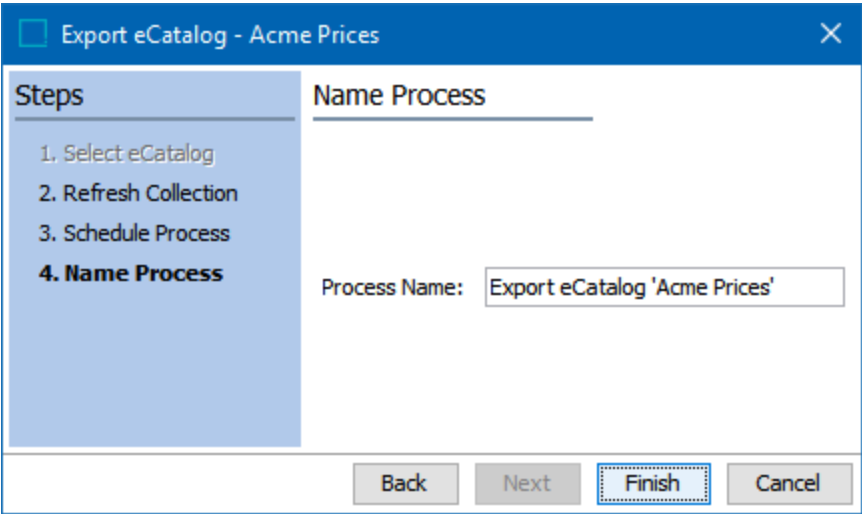 Export eCatalog - Acme Prices
Steps
1. Select eCatalog
2. Refresh Collection
3. Schedule Process
4. Name Process
Name Process
Process Name: Export eCatalog 'Acme Prices'
Back Next Finish Cancel